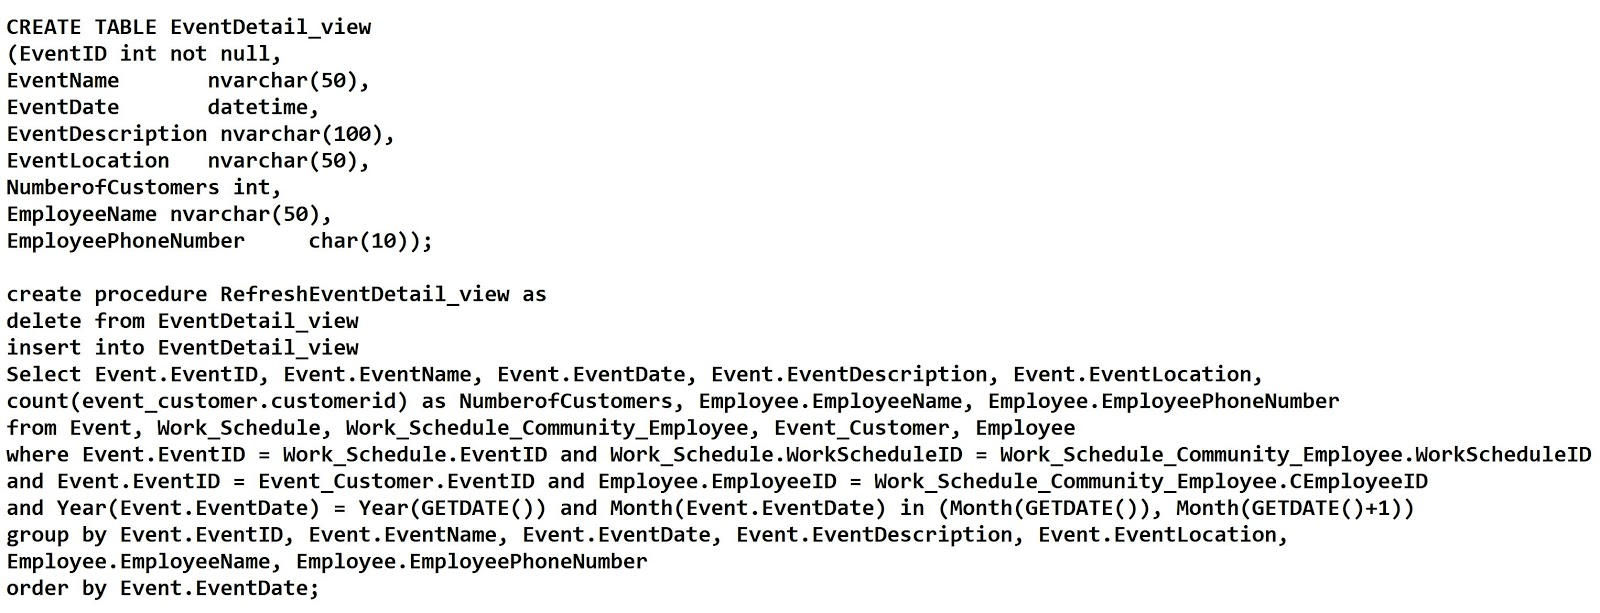 CREATE TABLE EventDetail_view
(EventID int not null,
EventName       nvarchar(50),
EventDate       datetime,
EventDescription nvarchar(100),
EventLocation   nvarchar(50),
NumberofCustomers int,
EmployeeName nvarchar(50),
EmployeePhoneNumber     char(10));

create procedure RefreshEventDetail_view as
delete from EventDetail_view
insert into EventDetail_view
Select Event.EventID, Event.EventName, Event.EventDate, Event.EventDescription, Event.EventLocation,
count(event_customer.customerid) as NumberofCustomers, Employee.EmployeeName, Employee.EmployeePhoneNumber
from Event, Work_Schedule, Work_Schedule_Community_Employee, Event_Customer, Employee
where Event.EventID = Work_Schedule.EventID and Work_Schedule.WorkScheduleID = Work_Schedule_Community_Employee.WorkScheduleID
and Event.EventID = Event_Customer.EventID and Employee.EmployeeID = Work_Schedule_Community_Employee.CEmployeeID
and Year(Event.EventDate) = Year(GETDATE()) and Month(Event.EventDate) in (Month(GETDATE()), Month(GETDATE()+1))
group by Event.EventID, Event.EventName, Event.EventDate, Event.EventDescription, Event.EventLocation,
Employee.EmployeeName, Employee.EmployeePhoneNumber
order by Event.EventDate;